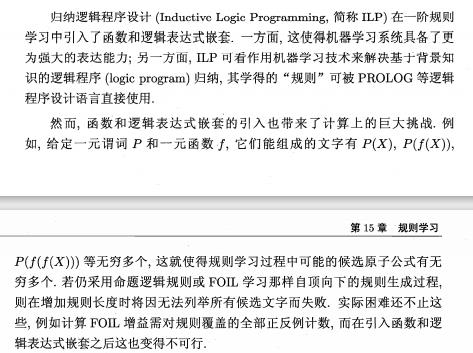 归纳逻辑程序设计 (Inductive Logic Programming, 简称 ILP) 在一阶规则
学习中引入了函数和逻辑表达式嵌套. 一方面, 这使得机器学习系统具备了更
为强大的表达能力; 另一方面, ILP 可看作用机器学习技术来解决基于背景知
识的逻辑程序 (logic program) 归纳, 其学得的“规则”可被 PROLOG 等逻辑
程序设计语言直接使用.
然而, 函数和逻辑表达式嵌套的引入也带来了计算上的巨大挑战. 例
如, 给定一元谓词 P 和一元函数 f, 它们能组成的文字有 P(X), P(f(X)),
第 15 章 规则学习
P(f(f(X))) 等无穷多个, 这就使得规则学习过程中可能的候选原子公式有无
穷多个. 若仍采用命题逻辑规则或 FOIL 学习那样自顶向下的规则生成过程,
则在增加规则长度时将因无法列举所有候选文字而失败. 实际困难还不止这
些, 例如计算 FOIL 增益需对规则覆盖的全部正反例计数, 而在引入函数和逻
辑表达式嵌套之后这也变得不可行.